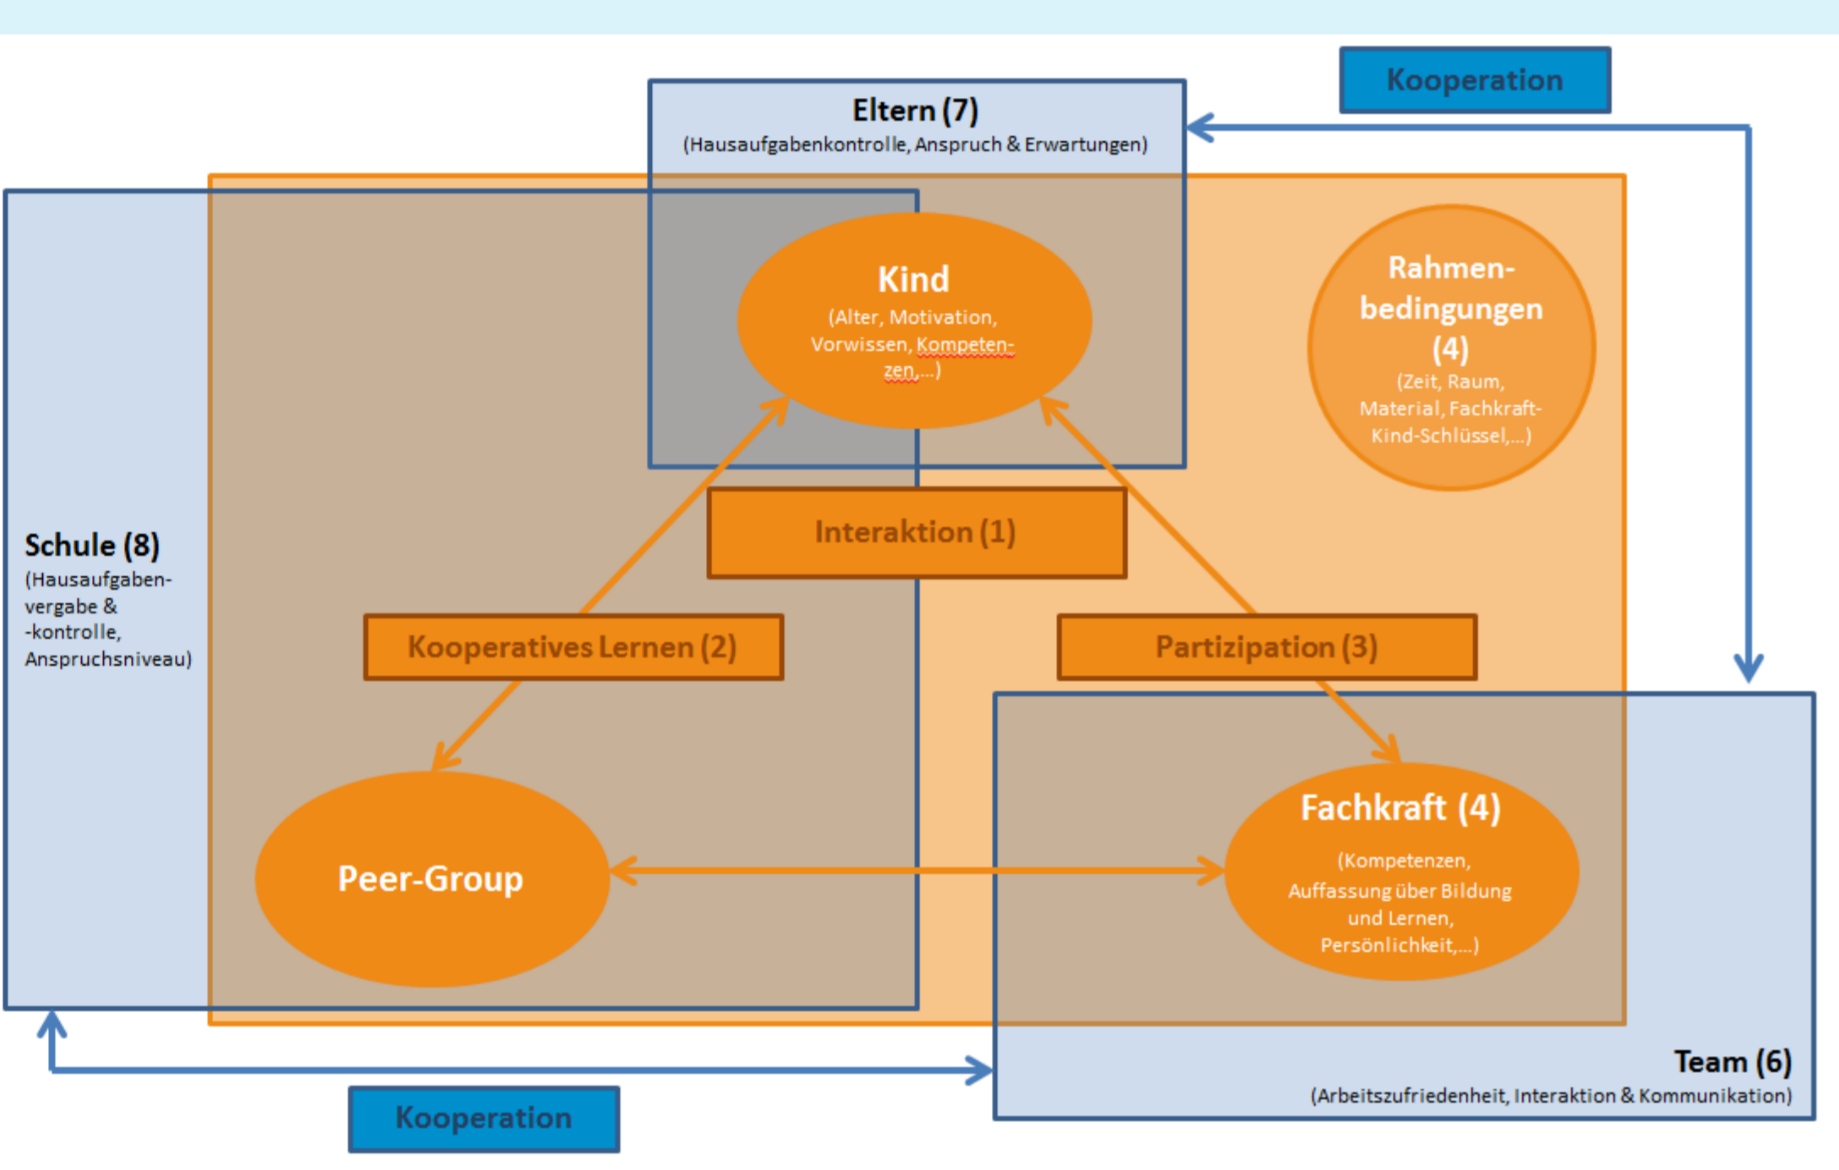 Kooperation
Eltern (7)
(Hausaufgabenkontrolle, Anspruch & Erwartungen)
Kind
(Alter, Motivation,
Vorwissen, Kompeten-
zen,...)
Rahmen-
bedingungen
(4)
(Zeit, Raum,
Material, Fachkraft-
Kind-Schlüssel,...)
Interaktion (1)
Schule (8)
(Hausaufgaben-
vergabe &
-kontrolle,
Anspruchsniveau)
Kooperatives Lernen (2)
Partizipation (3)
Peer-Group
Fachkraft (4)
(Kompetenzen,
Auffassung über Bildung
und Lernen,
Persönlichkeit,...)
Team (6)
(Arbeitszufriedenheit, Interaktion & Kommunikation)
Kooperation